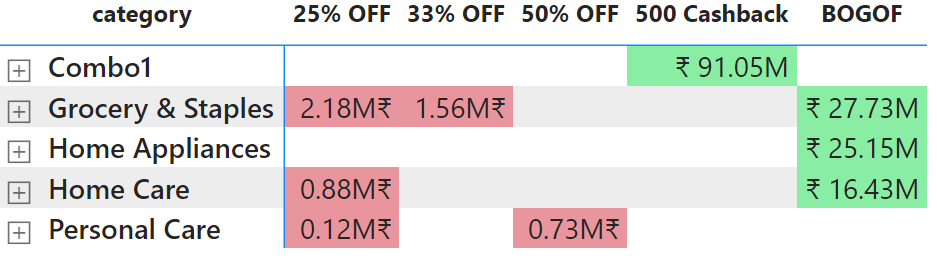 category 25% OFF 33% OFF 50% OFF 500 Cashback BOGOF
Combo1 ₹ 91.05M
Grocery & Staples 2.18M₹ 1.56M₹ ₹ 27.73M
Home Appliances ₹ 25.15M
Home Care 0.88M₹ ₹ 16.43M
Personal Care 0.12M₹ 0.73M₹